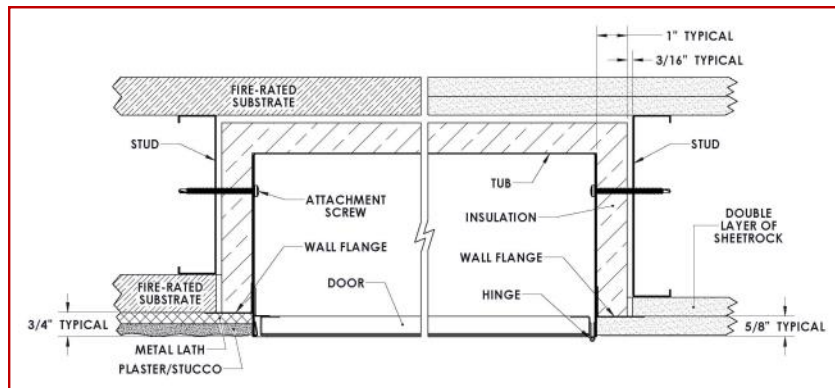 1" TYPICAL
3/16" TYPICAL
FIRE-RATED
SUBSTRATE
STUD
STUD
TUB
ATTACHMENT
SCREW
INSULATION
DOUBLE
LAYER OF
SHEETROCK
WALL FLANGE
WALL FLANGE
FIRE-RATED
SUBSTRATE
DOOR
HINGE
3/4" TYPICAL
5/8" TYPICAL
METAL LATH
PLASTER/STUCCO